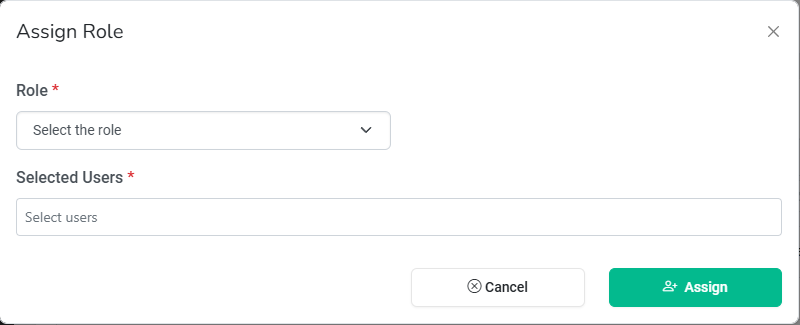 Assign Role
Role *
Select the role
Selected Users *
Select users
Cancel
Assign